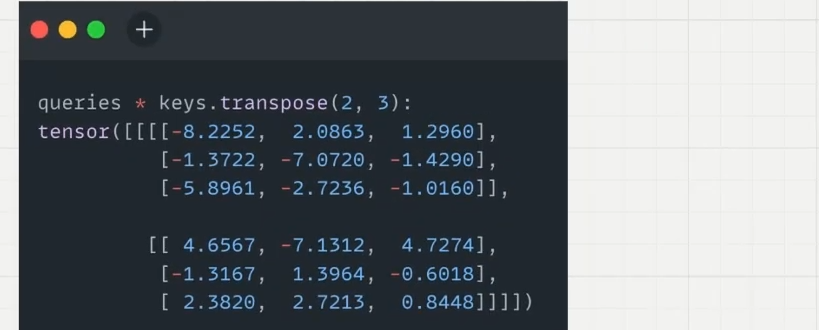 +
queries * keys.transpose(2, 3):
tensor([[[[-8.2252,  2.0863,  1.2960],
          [-1.3722, -7.0720, -1.4290],
          [-5.8961, -2.7236, -1.0160]],
         [[ 4.6567, -7.1312,  4.7274],
          [-1.3167,  1.3964, -0.6018],
          [ 2.3820,  2.7213,  0.8448]]]])